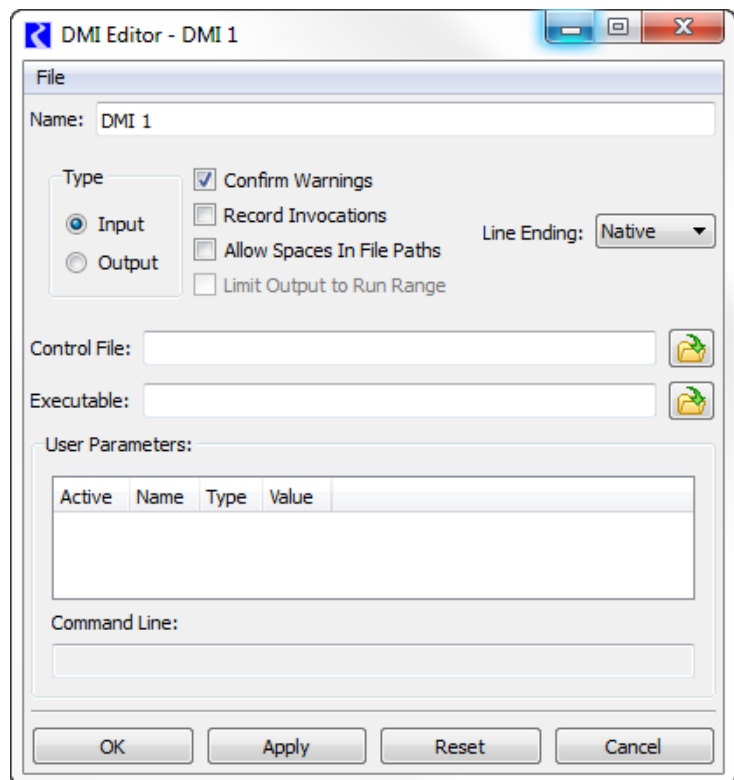 DMI Editor - DMI 1
File
Name: DMI 1
Type
Input
Output
Confirm Warnings
Record Invocations
Allow Spaces In File Paths
Limit Output to Run Range
Line Ending: Native
Control File:
Executable:
User Parameters:
Active Name Type Value
Command Line:
OK Apply Reset Cancel